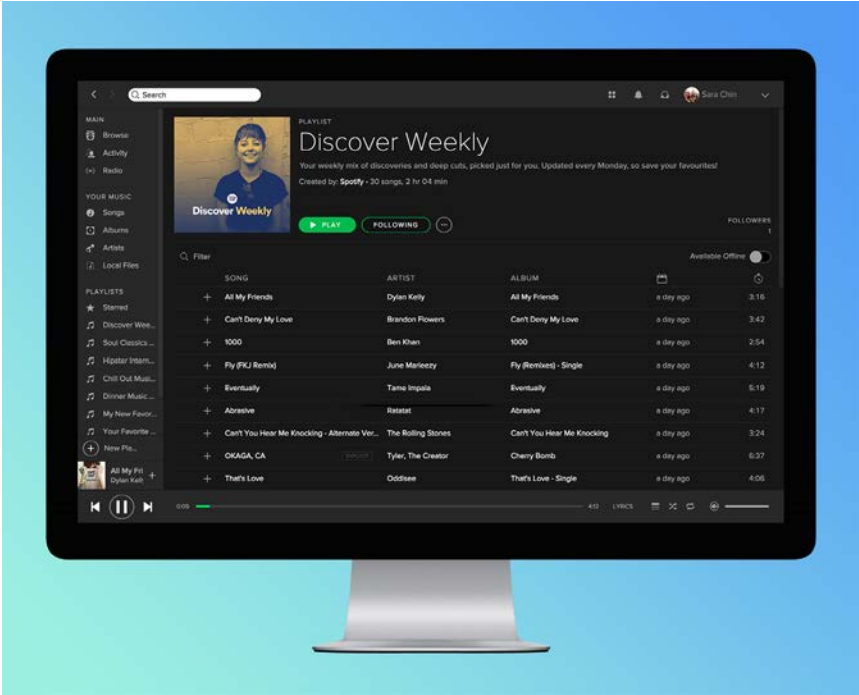 Search
Sara Chin
MAIN
Browse
Activity
Radio
YOUR MUSIC
Songs
Albums
Artists
Local Files
PLAYLISTS
Starred
Discover Wee...
Soul Classics ...
Hipster Intern...
Chill Out Musi...
Dinner Music ...
My New Favor...
Your Favorite ...
New Pla...
All My Fri
Dylan Kell
Discover Weekly
PLAYLIST
Discover Weekly
Your weekly mix of discoveries and deep cuts, picked just for you. Updated every Monday, so save your favourites!
Created by: Spotify • 30 songs, 2 hr 04 min
PLAY FOLLOWING
FOLLOWERS
1
Filter Available Offline
SONG ARTIST ALBUM
All My Friends Dylan Kelly All My Friends a day ago 3:16
Can't Deny My Love Brandon Flowers Can't Deny My Love a day ago 3:42
1000 Ben Khan 1000 a day ago 2:54
Fly (FKJ Remix) June Marieezy Fly (Remixes) - Single a day ago 4:12
Eventually Tame Impala Eventually a day ago 5:19
Abrasive Ratatat Abrasive a day ago 4:17
Can't You Hear Me Knocking - Alternate Ver... The Rolling Stones Can't You Hear Me Knocking a day ago 3:24
OKAGA, CA EXPLICIT Tyler, The Creator Cherry Bomb a day ago 6:37
That's Love Oddisee That's Love - Single a day ago 4:06
0:05 4:12 LYRICS